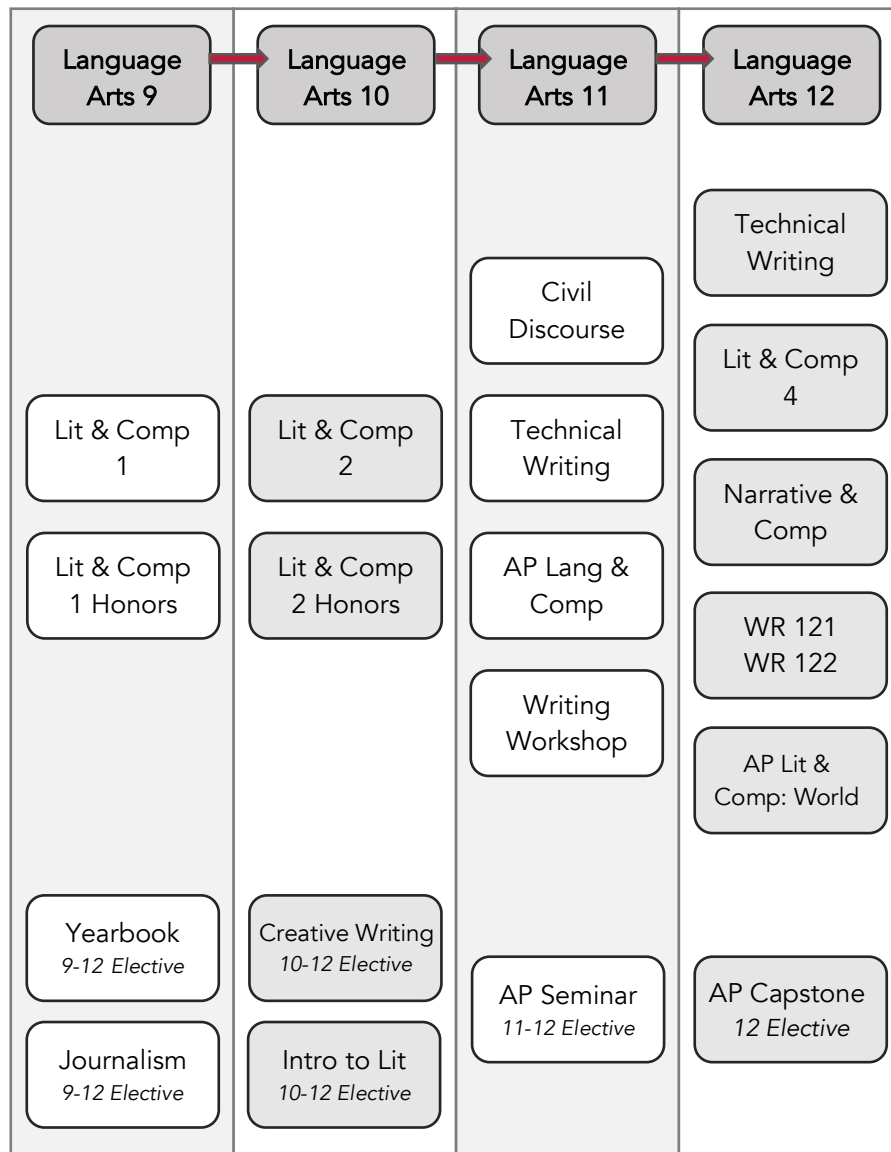 Language
Arts 9
Language
Arts 10
Language
Arts 11
Language
Arts 12
Lit & Comp
1
Lit & Comp
1 Honors
Yearbook
9-12 Elective
Journalism
9-12 Elective
Lit & Comp
2
Lit & Comp
2 Honors
Creative Writing
10-12 Elective
Intro to Lit
10-12 Elective
Civil
Discourse
Technical
Writing
AP Lang &
Comp
Writing
Workshop
AP Seminar
11-12 Elective
Technical
Writing
Lit & Comp
4
Narrative &
Comp
WR 121
WR 122
AP Lit &
Comp: World
AP Capstone
12 Elective